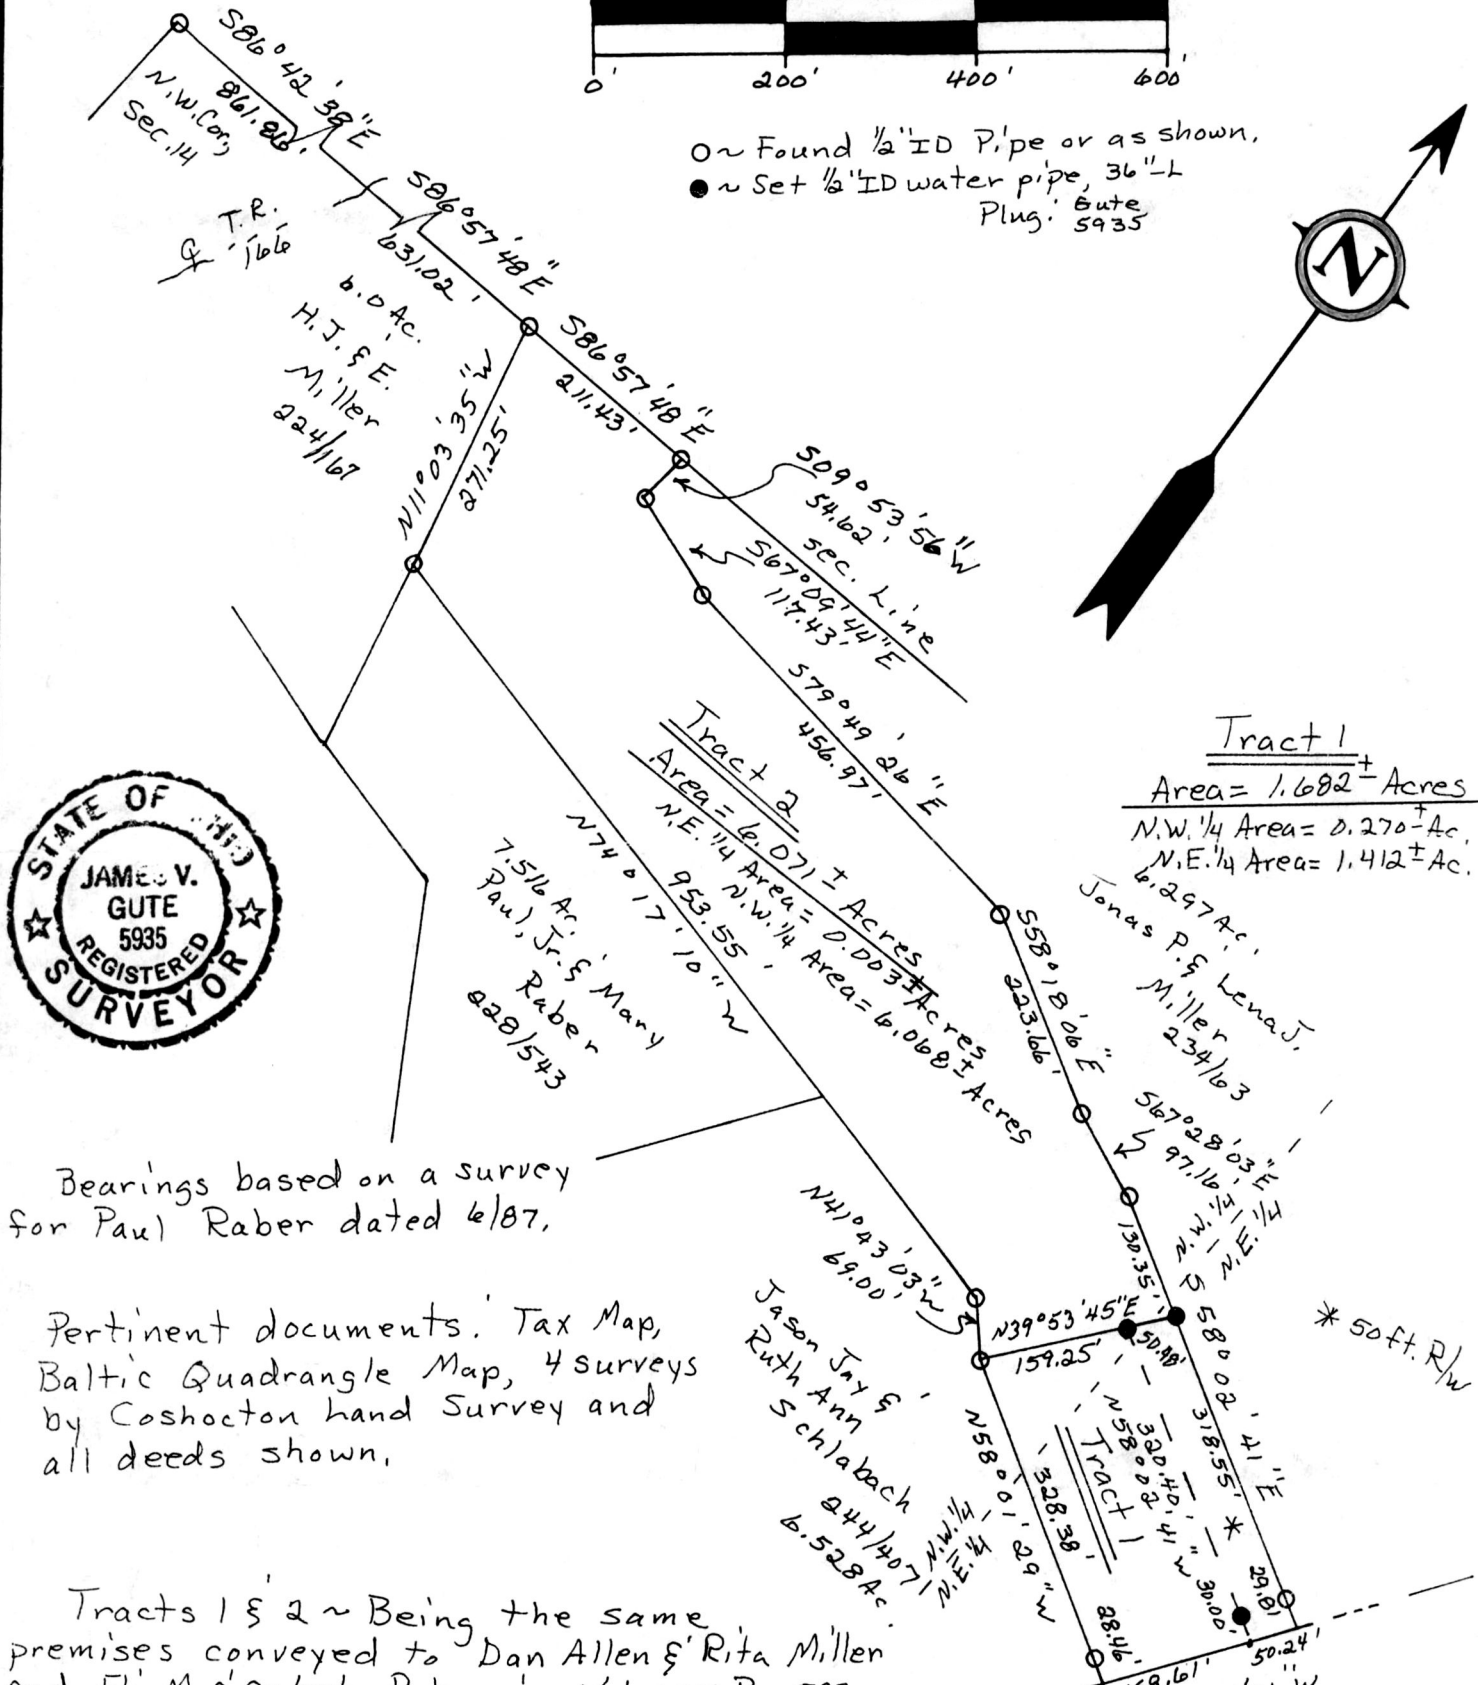 0' 200' 400' 600'
O ~ Found 1/2" ID Pipe or as shown.
● ~ Set 1/2" ID water pipe, 36"-L
Plug: Gute
5935
N
S86°42'38"E
861.86'
N.W. Cor.,
Sec. 14
S86°57'48"E
631.02'
T.R.
℄ 166
6.0 Ac.
H.J. & E.
Miller
224/167
N11°03'35"W
271.25'
S86°57'48"E
211.43'
S09°53'56"W
54.62'
Sec. Line
S67°09'44"E
117.43'
S79°49'26"E
456.97'
Tract 2
Area = 6.071± Acres
N.E. 1/4 Area = 0.003± Acres
N.W. 1/4 Area = 6.068± Acres
Tract 1
Area = 1.682± Acres
N.W. 1/4 Area = 0.270± Ac.
N.E. 1/4 Area = 1.412± Ac.
6.297 Ac.
Jonas P. & Lena J.
Miller
234/63
STATE OF
JAMES V.
GUTE
5935
REGISTERED
SURVEYOR
N74°17'10"W
953.55'
7.516 Ac.
Paul, Jr. & Mary
Raber
228/543
S58°18'06"E
223.66'
S67°28'03"E
97.16'
N.W. 1/4
N.E. 1/4
130.35'
S58°02'41"E
318.55' *
* 50 ft. R/W
Bearings based on a survey
for Paul Raber dated 6/87.
N41°43'03"W
69.00'
N39°53'45"E
159.25'
50.48'
Jason Jay &
Ruth Ann
Schlabach
244/407
6.528 Ac.
N.W. 1/4
N.E. 1/4
N58°01'29"W
328.38'
Tract 1
320.40'
N58°02'41"W
30.00'
29.81
28.46'
50.24'
Pertinent documents: Tax Map,
Baltic Quadrangle Map, 4 surveys
by Coshocton Land Survey and
all deeds shown.
Tracts 1 & 2 ~ Being the same
premises conveyed to Dan Allen & Rita Miller